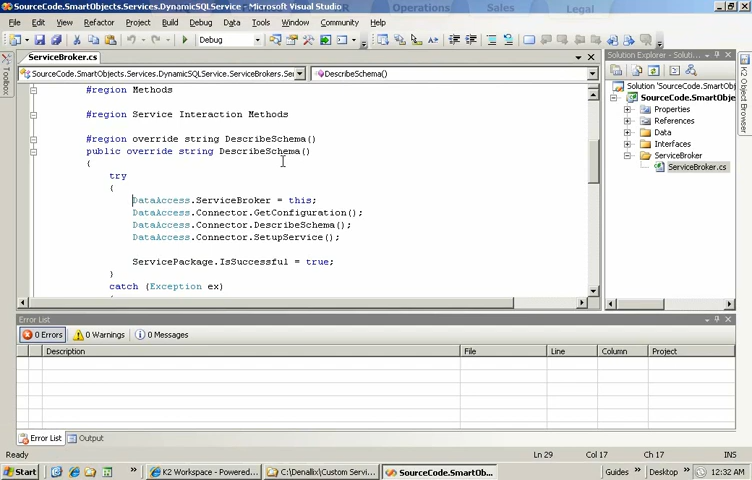 SourceCode.SmartObjects.Services.DynamicSQLService - Microsoft Visual Studio
Operations
Sales
Legal
File Edit View Refactor Project Build Debug Data Tools Window Community Help
Debug
Toolbox
ServiceBroker.cs
SourceCode.SmartObjects.Services.DynamicSQLService.ServiceBrokers.Ser
DescribeSchema()
#region Methods
#region Service Interaction Methods
#region override string DescribeSchema()
public override string DescribeSchema()
{
try
{
DataAccess.ServiceBroker = this;
DataAccess.Connector.GetConfiguration();
DataAccess.Connector.DescribeSchema();
DataAccess.Connector.SetupService();
ServicePackage.IsSuccessful = true;
}
catch (Exception ex)
{
Solution Explorer - Soluti...
Solution 'SourceCode.Smar
SourceCode.SmartObj
Properties
References
Data
Interfaces
ServiceBroker
ServiceBroker.cs
K2 Object Browser
Error List
0 Errors 0 Warnings 0 Messages
Description File Line Column Project
Error List Output
Ready Ln 29 Col 17 Ch 17 INS
Start K2 Workspace - Powered... C:\Denallix\Custom Servi... SourceCode.SmartOb... Guides Desktop 12:32 AM